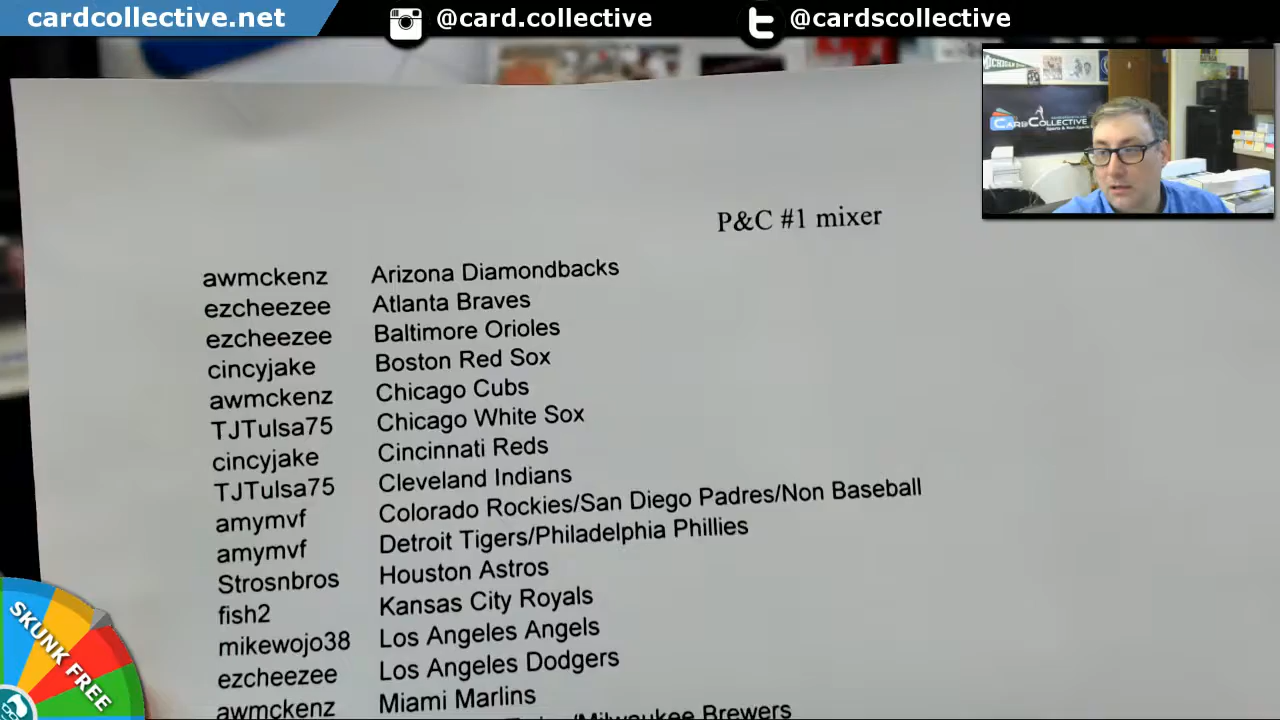 cardcollective.net @card.collective @cardscollective
CARDCOLLECTIVE
P&C #1 mixer
awmckenz Arizona Diamondbacks
ezcheezee Atlanta Braves
ezcheezee Baltimore Orioles
cincyjake Boston Red Sox
awmckenz Chicago Cubs
TJTulsa75 Chicago White Sox
cincyjake Cincinnati Reds
TJTulsa75 Cleveland Indians
amymvf Colorado Rockies/San Diego Padres/Non Baseball
amymvf Detroit Tigers/Philadelphia Phillies
Strosnbros Houston Astros
fish2 Kansas City Royals
mikewojo38 Los Angeles Angels
ezcheezee Los Angeles Dodgers
awmckenz Miami Marlins
/Milwaukee Brewers
SKUNK FREE